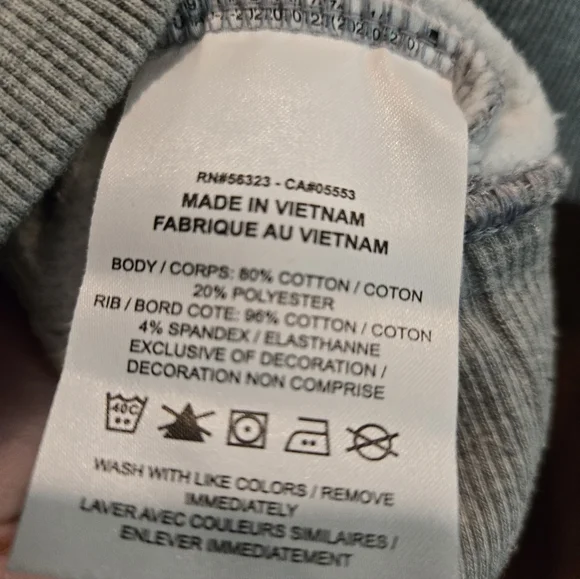 RN#56323 - CA#05553
MADE IN VIETNAM
FABRIQUE AU VIETNAM
BODY / CORPS: 80% COTTON / COTON
20% POLYESTER
RIB / BORD COTE: 96% COTTON / COTON
4% SPANDEX / ELASTHANNE
EXCLUSIVE OF DECORATION /
DECORATION NON COMPRISE
40C
WASH WITH LIKE COLORS / REMOVE
IMMEDIATELY
LAVER AVEC COULEURS SIMILAIRES /
ENLEVER IMMEDIATEMENT